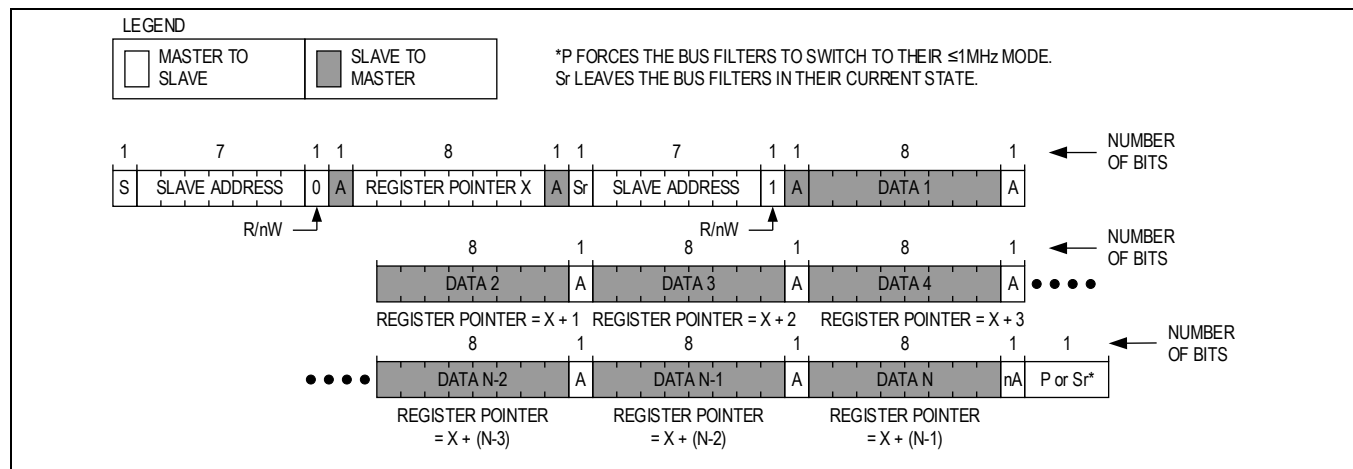 LEGEND
MASTER TO SLAVE
SLAVE TO MASTER
*P FORCES THE BUS FILTERS TO SWITCH TO THEIR ≤1MHz MODE.
Sr LEAVES THE BUS FILTERS IN THEIR CURRENT STATE.
1 7 1 1 8 1 1 7 1 1 8 1 NUMBER OF BITS
S SLAVE ADDRESS 0 A REGISTER POINTER X A Sr SLAVE ADDRESS 1 A DATA 1 A
R/nW R/nW
8 1 8 1 8 1 NUMBER OF BITS
DATA 2 A DATA 3 A DATA 4 A
REGISTER POINTER = X + 1 REGISTER POINTER = X + 2 REGISTER POINTER = X + 3
8 1 8 1 8 1 1 NUMBER OF BITS
DATA N-2 A DATA N-1 A DATA N nA P or Sr*
REGISTER POINTER = X + (N-3) REGISTER POINTER = X + (N-2) REGISTER POINTER = X + (N-1)